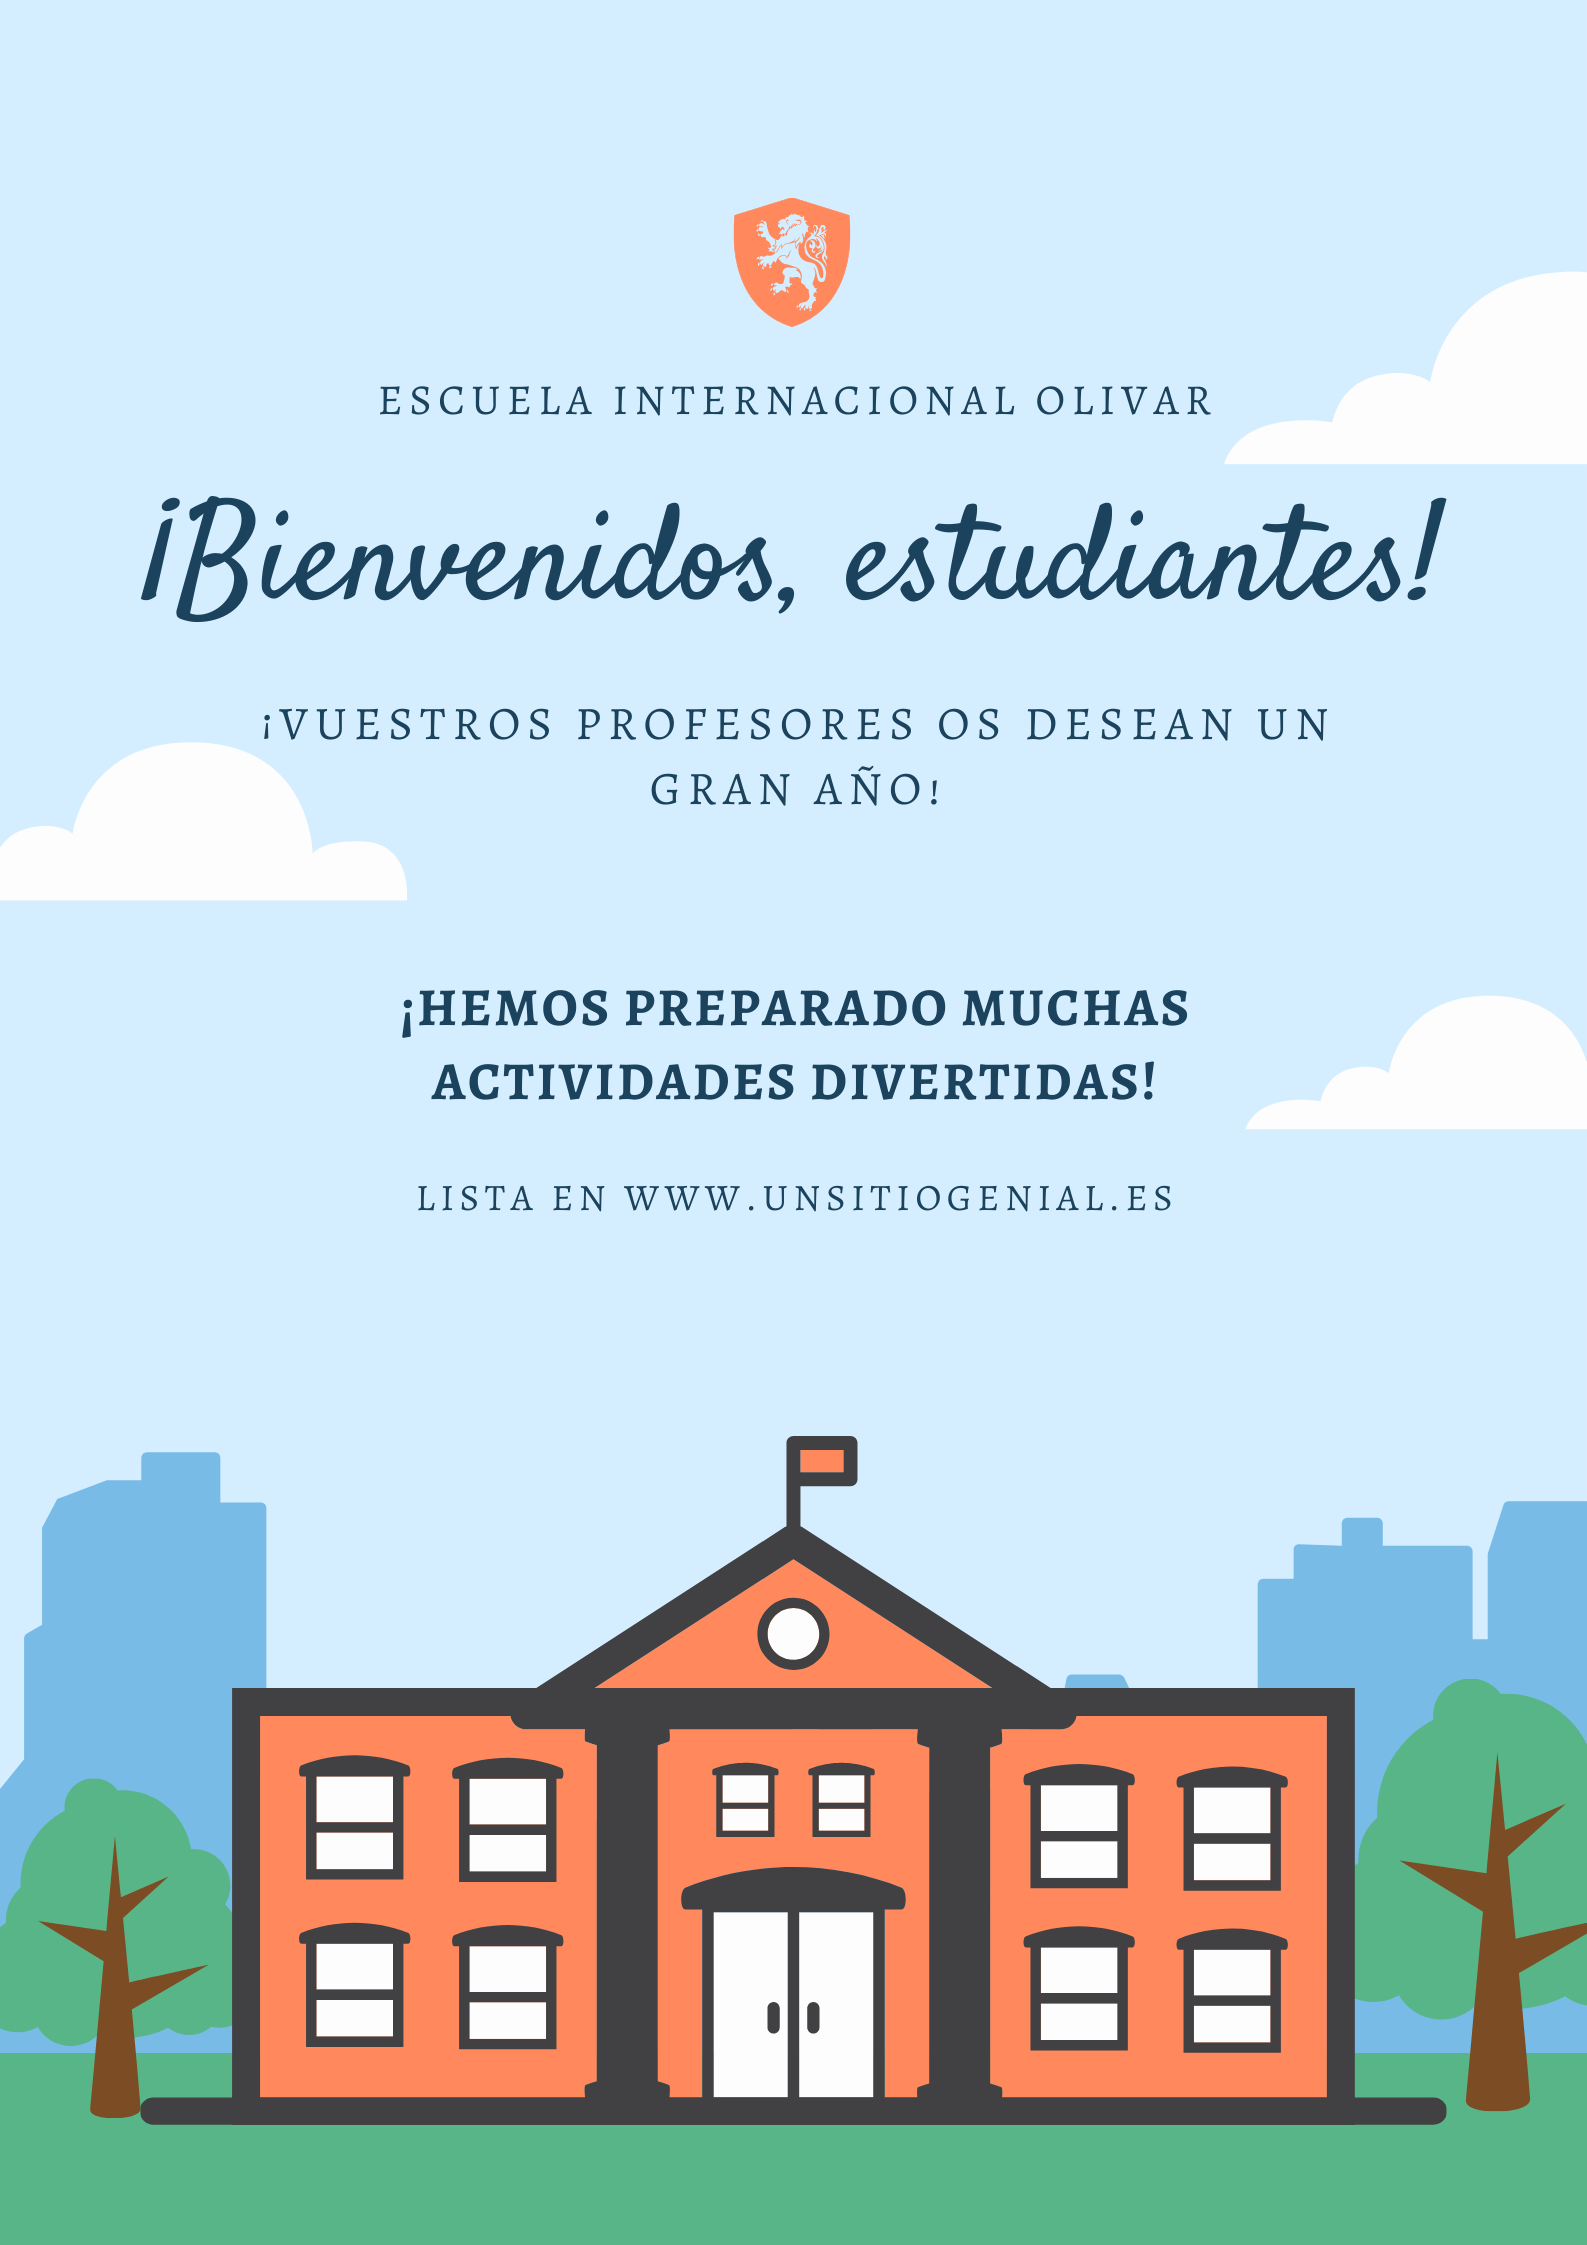 ESCUELA INTERNACIONAL OLIVAR
¡Bienvenidos, estudiantes!
¡VUESTROS PROFESORES OS DESEAN UN
GRAN AÑO!
¡HEMOS PREPARADO MUCHAS
ACTIVIDADES DIVERTIDAS!
LISTA EN WWW.UNSITIOGENIAL.ES